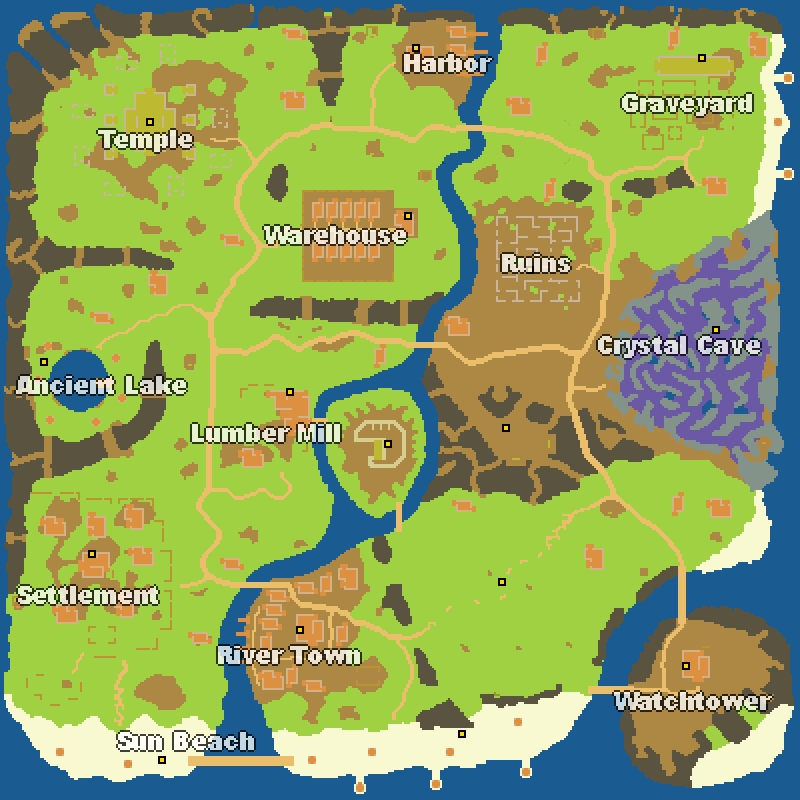 Harbor
Graveyard
Temple
Warehouse
Ruins
Crystal Cave
Ancient Lake
Lumber Mill
Settlement
River Town
Watchtower
Sun Beach